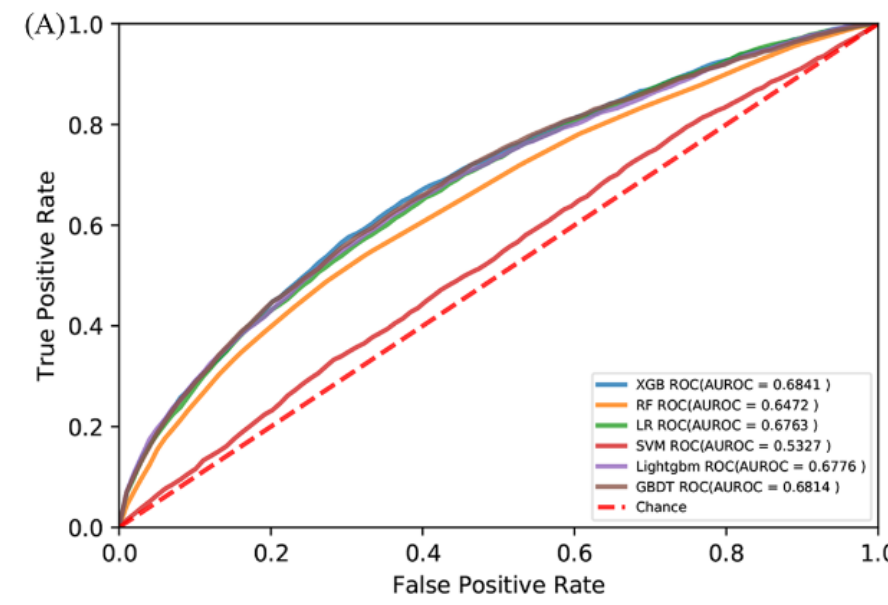 (A)
1.0
0.8
0.6
0.4
0.2
0.0
True Positive Rate
XGB ROC(AUROC = 0.6841 )
RF ROC(AUROC = 0.6472 )
LR ROC(AUROC = 0.6763 )
SVM ROC(AUROC = 0.5327 )
Lightgbm ROC(AUROC = 0.6776 )
GBDT ROC(AUROC = 0.6814 )
Chance
0.0 0.2 0.4 0.6 0.8 1.0
False Positive Rate